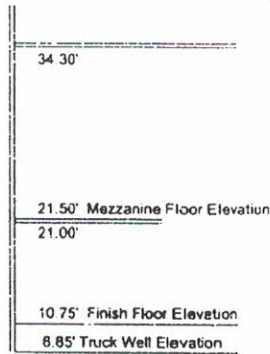 34.30'
21.50' Mezzanine Floor Elevation
21.00'
10.75' Finish Floor Elevation
8.85' Truck Well Elevation